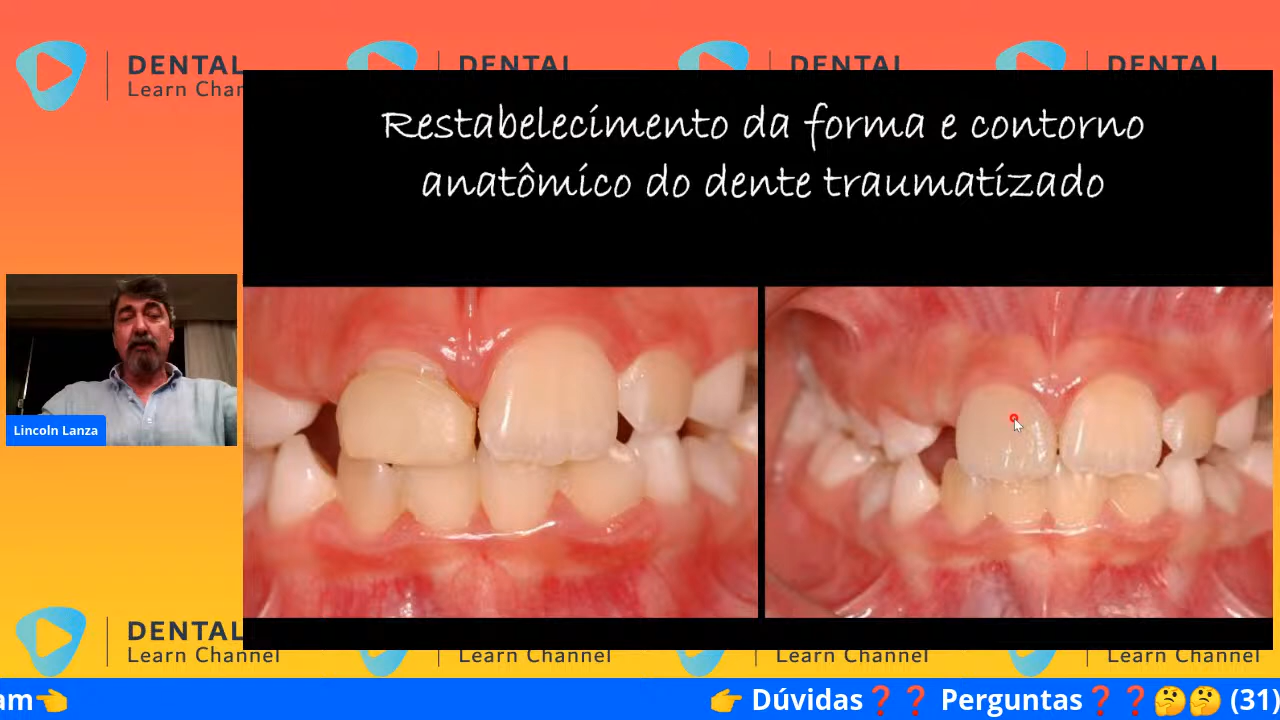 DENTAL DENTAL DENTAL DENTAL
Learn Chan
Restabelecimento da forma e contorno
anatômico do dente traumatizado
Lincoln Lanza
DENTAL
Learn Channel Learn Channel Learn Channel Learn Channel
am👈 👉 Dúvidas❓❓ Perguntas❓❓🤔🤔 (31)